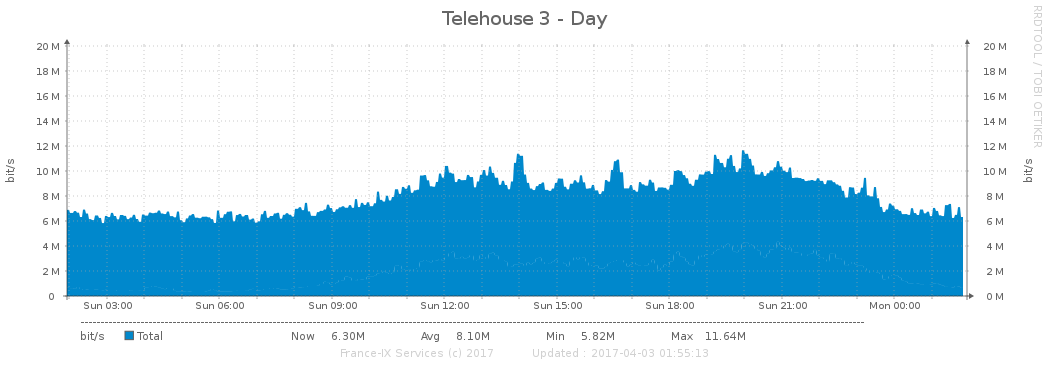 Telehouse 3 - Day
RRDTOOL / TOBI OETIKER
bit/s
bit/s
20 M 20 M
18 M 18 M
16 M 16 M
14 M 14 M
12 M 12 M
10 M 10 M
8 M 8 M
6 M 6 M
4 M 4 M
2 M 2 M
0 0 M
Sun 03:00 Sun 06:00 Sun 09:00 Sun 12:00 Sun 15:00 Sun 18:00 Sun 21:00 Mon 00:00
bit/s Total Now 6.30M Avg 8.10M Min 5.82M Max 11.64M
France-IX Services (c) 2017 Updated : 2017-04-03 01:55:13